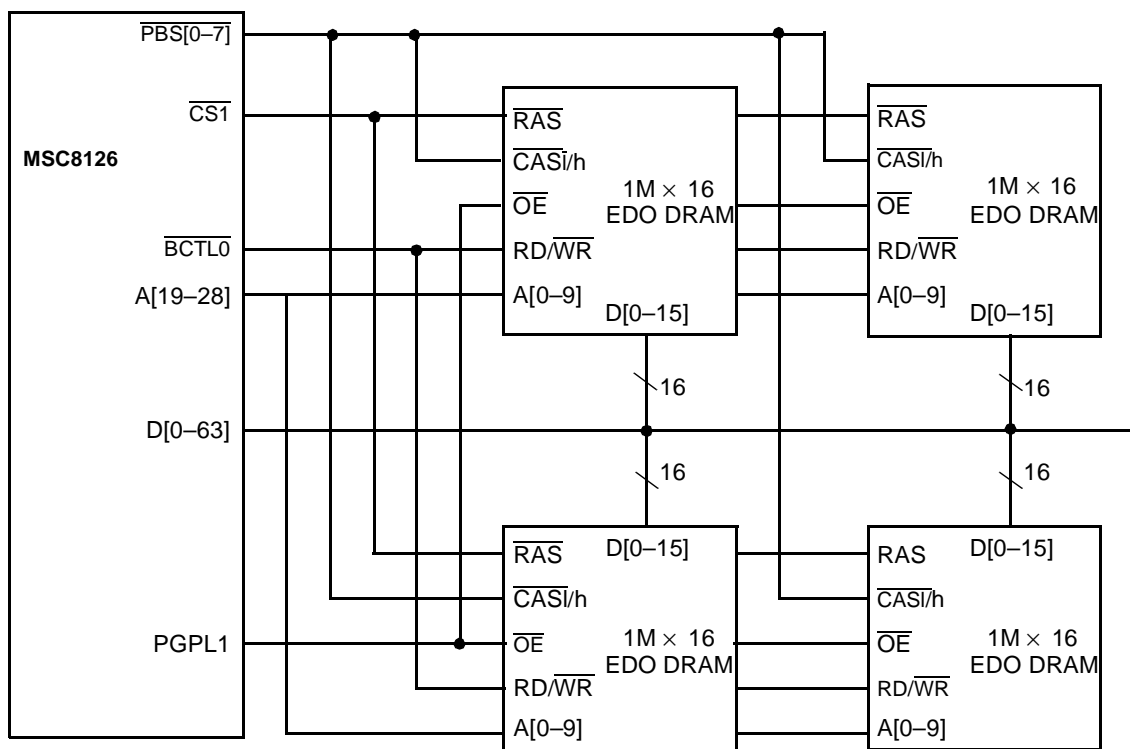 PBS[0–7]
CS1
MSC8126
BCTL0
A[19–28]
D[0–63]
PGPL1
RAS
CASl/h
OE
RD/WR
A[0–9]
1M × 16
EDO DRAM
D[0–15]
16
RAS
CASl/h
OE
RD/WR
A[0–9]
1M × 16
EDO DRAM
D[0–15]
16
16
RAS
CASl/h
OE
RD/WR
A[0–9]
D[0–15]
1M × 16
EDO DRAM
16
RAS
CASl/h
OE
RD/WR
A[0–9]
D[0–15]
1M × 16
EDO DRAM